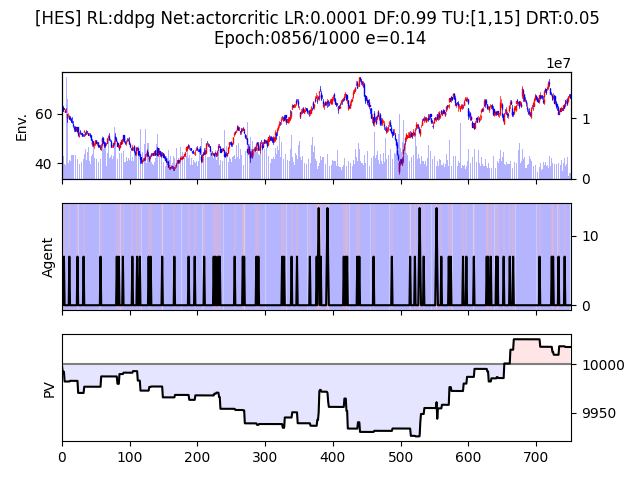 [HES] RL:ddpg Net:actorcritic LR:0.0001 DF:0.99 TU:[1,15] DRT:0.05
Epoch:0856/1000 e=0.14
1e7
Env.
60
40
1
0
Agent
10
0
PV
10000
9950
0 100 200 300 400 500 600 700